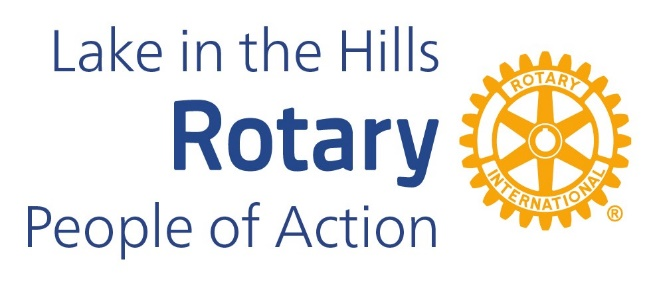 Lake in the Hills
Rotary
People of Action
ROTARY
INTERNATIONAL
®